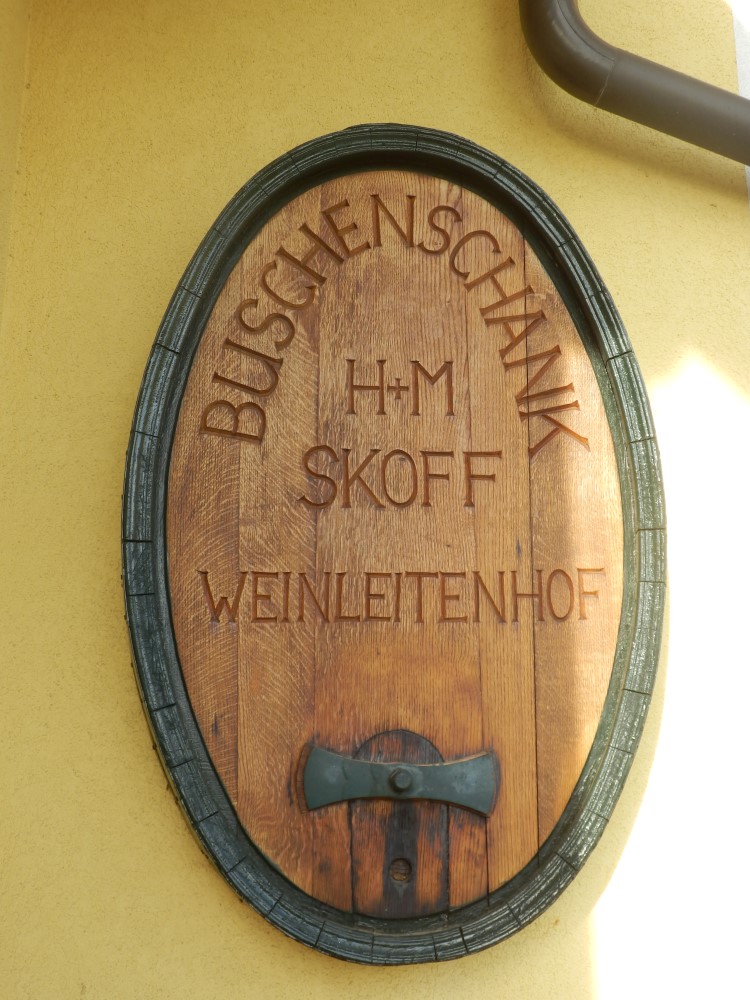 BUSCHENSCHANK
H+M
SKOFF
WEINLEITENHOF